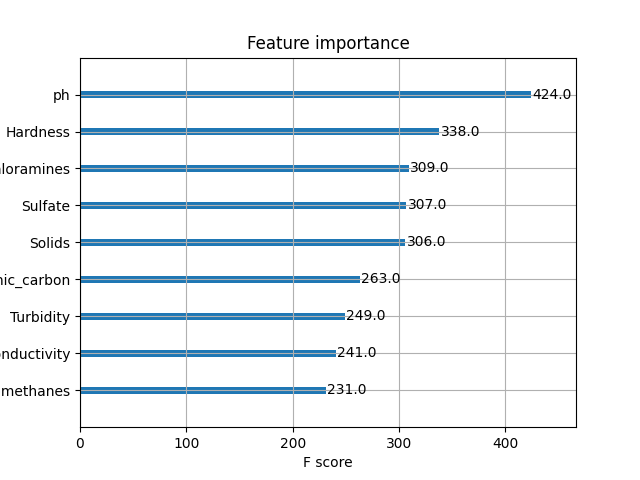 Feature importance
ph 424.0
Hardness 338.0
loramines 309.0
Sulfate 307.0
Solids 306.0
nic_carbon 263.0
Turbidity 249.0
onductivity 241.0
methanes 231.0
0 100 200 300 400
F score